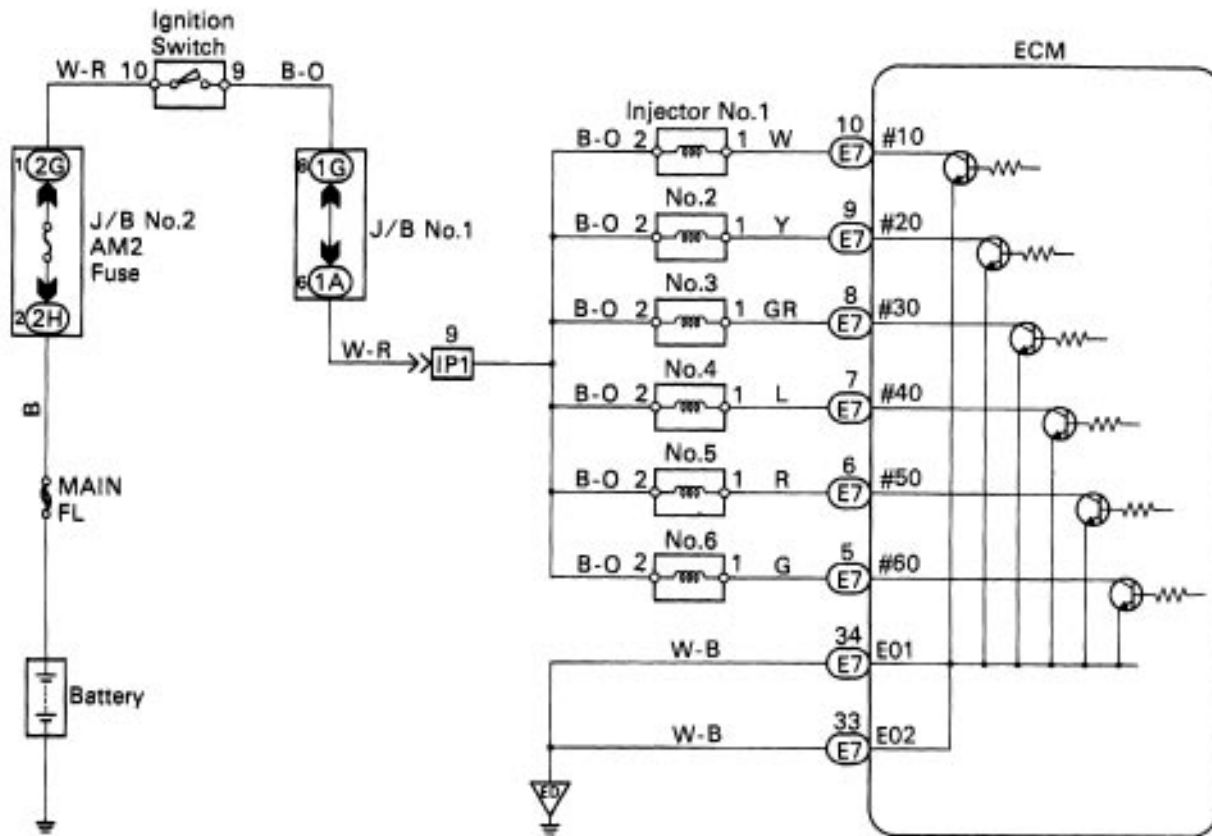 Ignition
Switch
W-R 10 9 B-O
ECM
Injector No.1
B-O 2 1 W 10 E7 #10
1 2G
8 1G
J/B No.2
AM2
Fuse
J/B No.1
2 2H
6 1A
No.2
B-O 2 1 Y 9 E7 #20
No.3
B-O 2 1 GR 8 E7 #30
W-R 9 IP1
No.4
B-O 2 1 L 7 E7 #40
B
No.5
B-O 2 1 R 6 E7 #50
MAIN
FL
No.6
B-O 2 1 G 5 E7 #60
W-B 34 E7 E01
Battery
W-B 33 E7 E02
ED